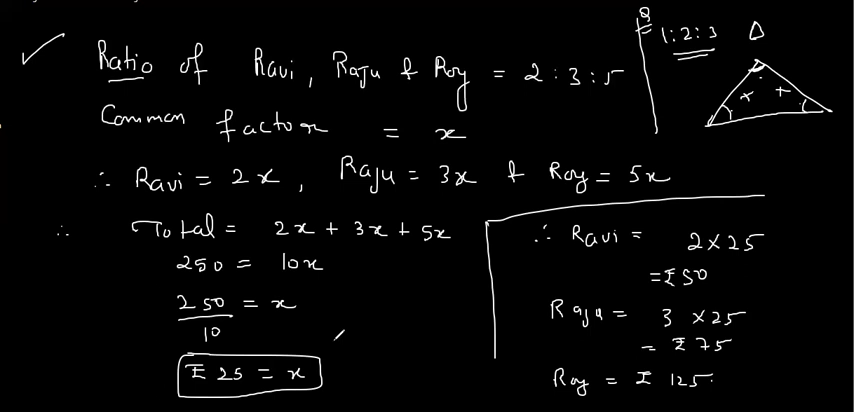 Ratio of Ravi, Raju & Roy = 2 : 3 : 5
Common factor = x
∴ Ravi = 2x, Raju = 3x & Roy = 5x
∴ Total = 2x + 3x + 5x
250 = 10x
250/10 = x
₹ 25 = x
∴ Ravi = 2 × 25
= ₹ 50
Raju = 3 × 25
= ₹ 75
Roy = ₹ 125.
Q 1 : 2 : 3 Δ